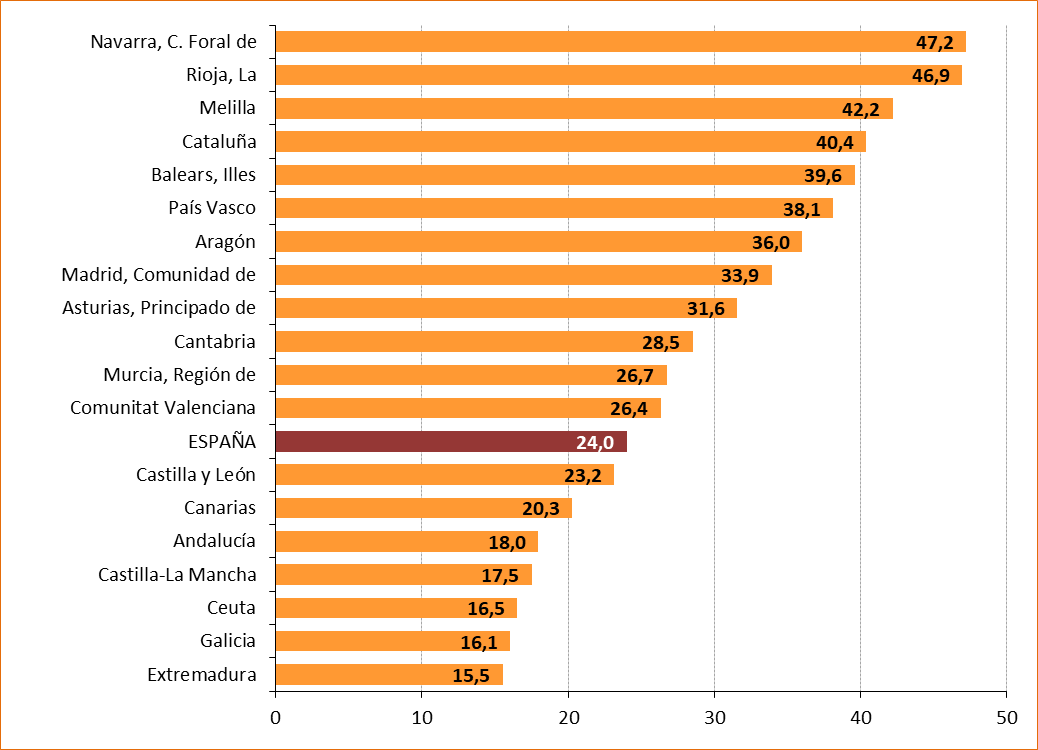 Navarra, C. Foral de 47,2
Rioja, La 46,9
Melilla 42,2
Cataluña 40,4
Balears, Illes 39,6
País Vasco 38,1
Aragón 36,0
Madrid, Comunidad de 33,9
Asturias, Principado de 31,6
Cantabria 28,5
Murcia, Región de 26,7
Comunitat Valenciana 26,4
ESPAÑA 24,0
Castilla y León 23,2
Canarias 20,3
Andalucía 18,0
Castilla-La Mancha 17,5
Ceuta 16,5
Galicia 16,1
Extremadura 15,5
0 10 20 30 40 50